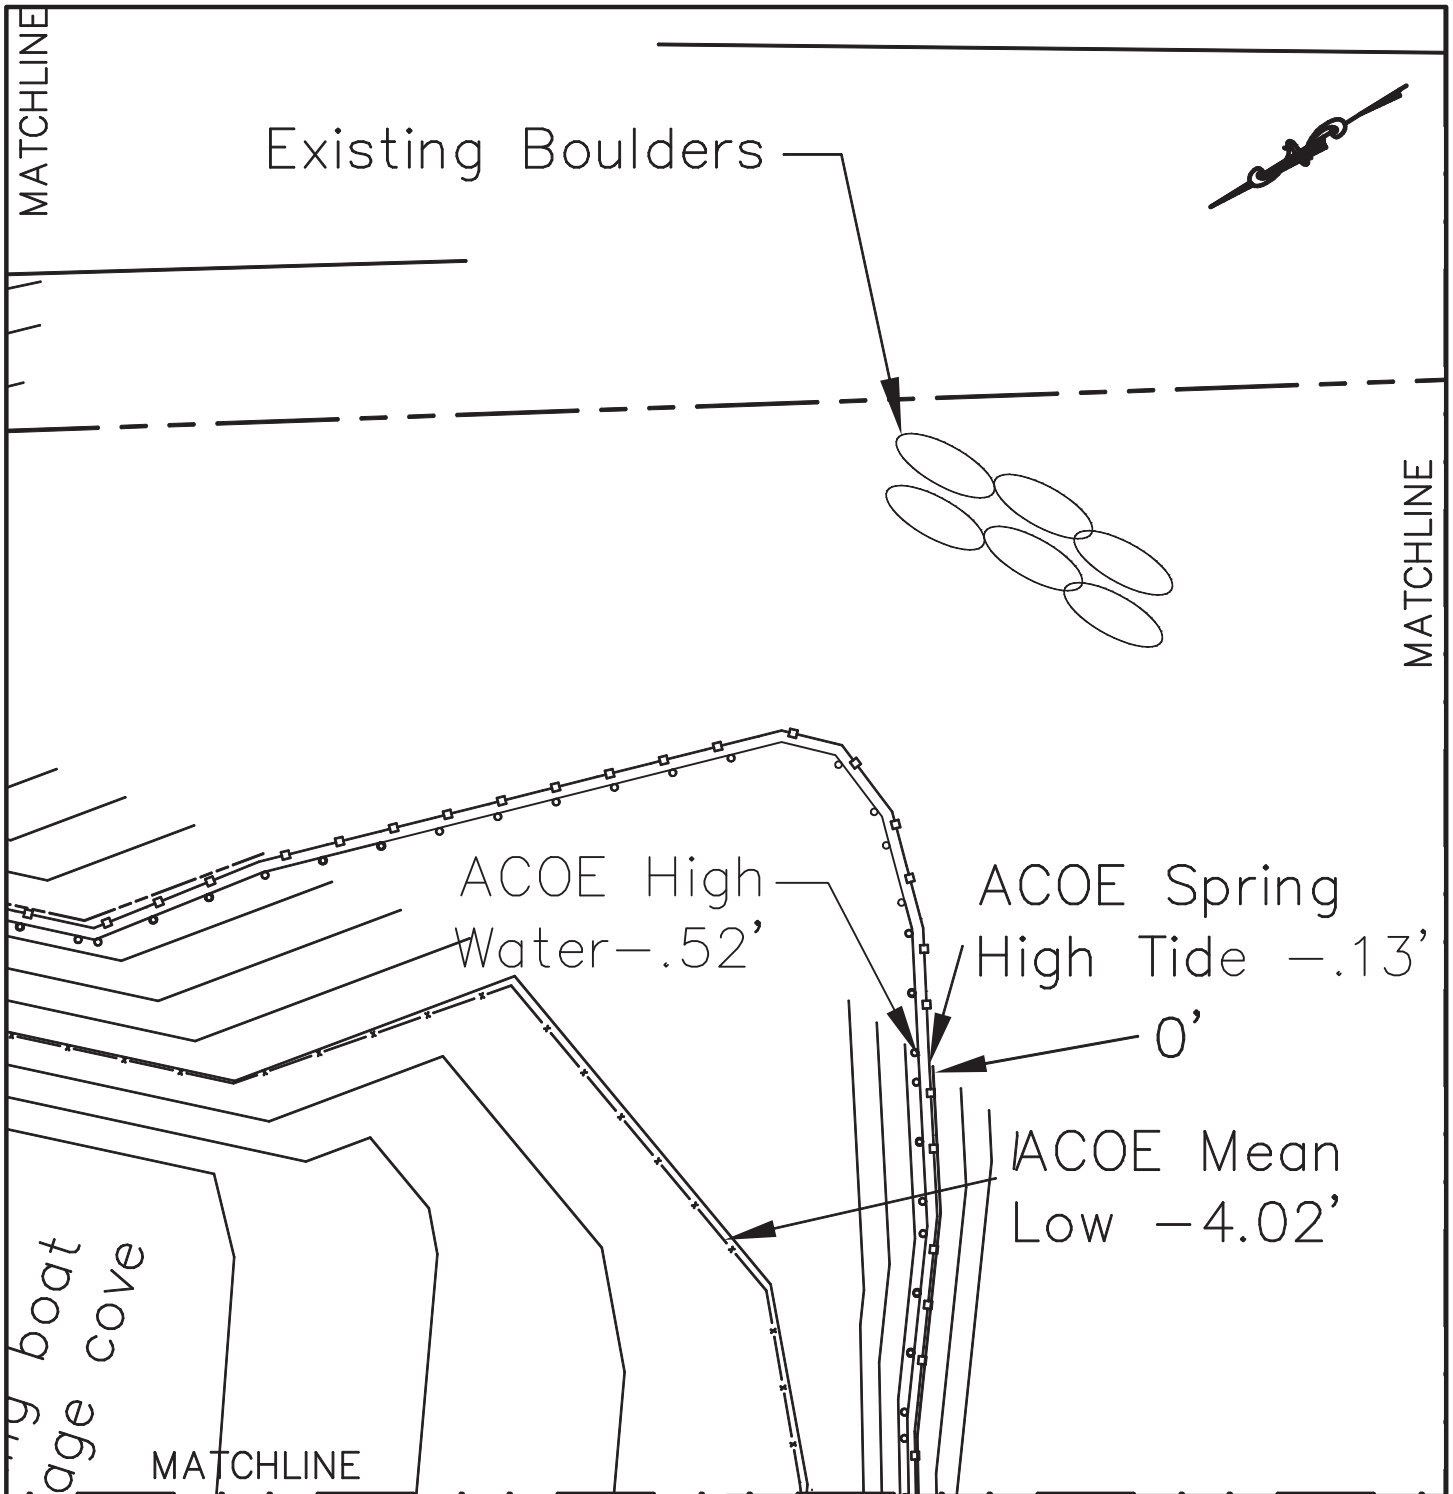 MATCHLINE
Existing Boulders
MATCHLINE
ACOE High
Water-.52'
ACOE Spring
High Tide -.13'
0'
ACOE Mean
Low -4.02'
boat
cove
MATCHLINE